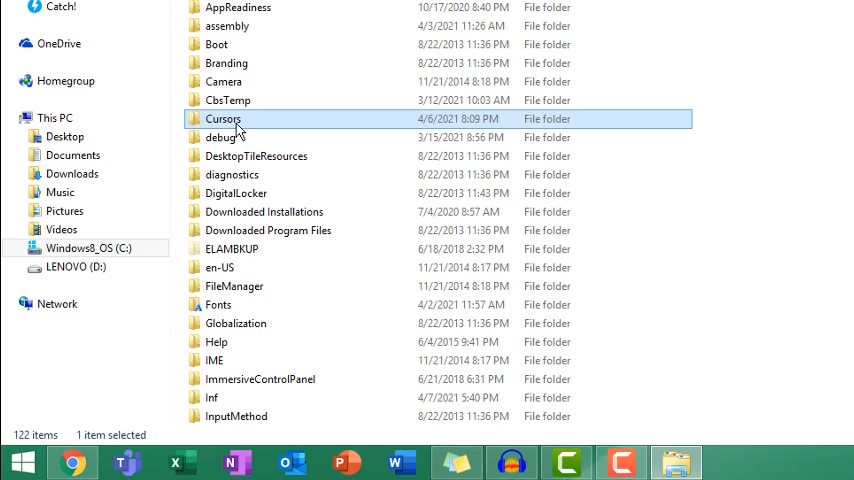 Catch!
OneDrive
Homegroup
This PC
Desktop
Documents
Downloads
Music
Pictures
Videos
Windows8_OS (C:)
LENOVO (D:)
Network
AppReadiness 10/17/2020 8:40 PM File folder
assembly 4/3/2021 11:26 AM File folder
Boot 8/22/2013 11:36 PM File folder
Branding 8/22/2013 11:36 PM File folder
Camera 11/21/2014 8:18 PM File folder
CbsTemp 3/12/2021 10:03 AM File folder
Cursors 4/6/2021 8:09 PM File folder
debug 3/15/2021 8:56 PM File folder
DesktopTileResources 8/22/2013 11:36 PM File folder
diagnostics 8/22/2013 11:36 PM File folder
DigitalLocker 8/22/2013 11:43 PM File folder
Downloaded Installations 7/4/2020 8:57 AM File folder
Downloaded Program Files 8/22/2013 11:36 PM File folder
ELAMBKUP 6/18/2018 2:32 PM File folder
en-US 11/21/2014 8:17 PM File folder
FileManager 11/21/2014 8:18 PM File folder
Fonts 4/2/2021 11:57 AM File folder
Globalization 8/22/2013 11:36 PM File folder
Help 6/4/2015 9:41 PM File folder
IME 11/21/2014 8:17 PM File folder
ImmersiveControlPanel 6/21/2018 6:31 PM File folder
Inf 4/7/2021 5:40 PM File folder
InputMethod 8/22/2013 11:36 PM File folder
122 items 1 item selected